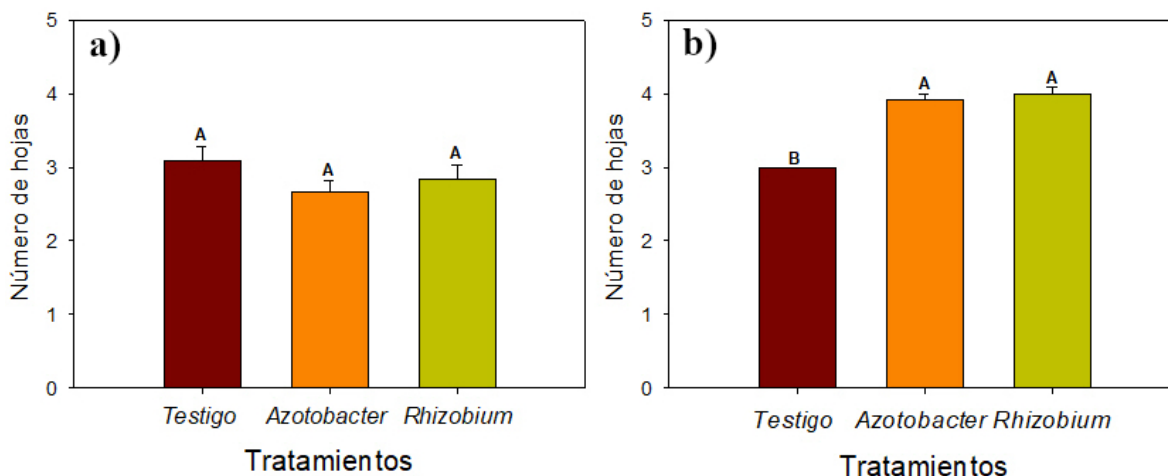 a)
Número de hojas
5
4
3
2
1
0
A
A
A
Testigo Azotobacter Rhizobium
Tratamientos
b)
Número de hojas
5
4
3
2
1
0
B
A
A
Testigo Azotobacter Rhizobium
Tratamientos